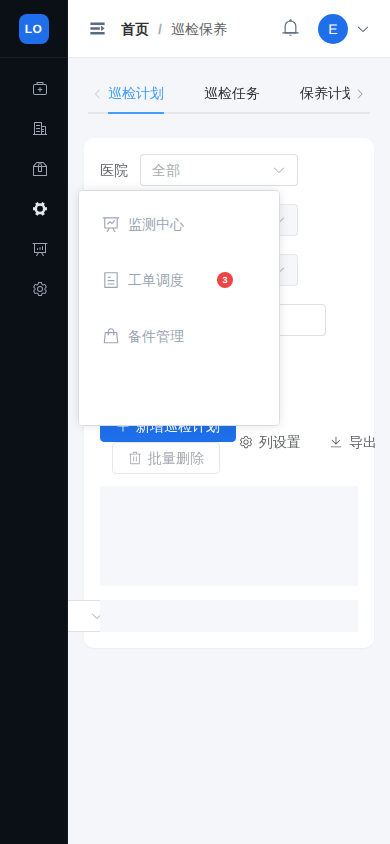 LO
首页 / 巡检保养
E
巡检计划 巡检任务 保养计划
医院 全部
监测中心
工单调度 3
备件管理
新增巡检计划
列设置 导出
批量删除